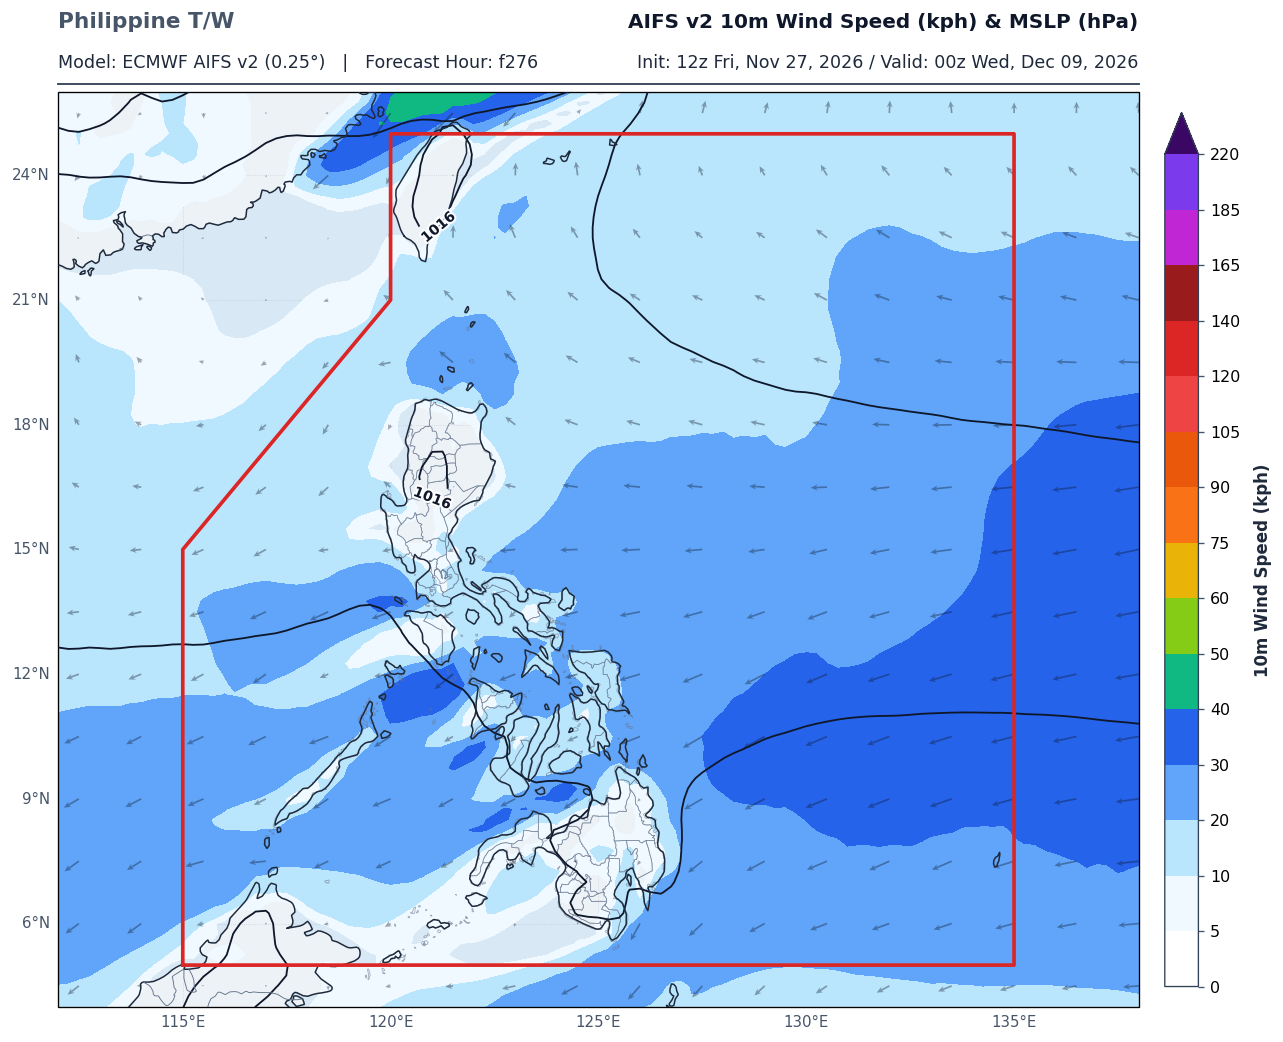 Philippine T/W
AIFS v2 10m Wind Speed (kph) & MSLP (hPa)
Model: ECMWF AIFS v2 (0.25°) | Forecast Hour: f276
Init: 12z Fri, Nov 27, 2026 / Valid: 00z Wed, Dec 09, 2026
24°N
21°N
18°N
15°N
12°N
9°N
6°N
1016
1016
115°E
120°E
125°E
130°E
135°E
220
185
165
140
120
105
90
75
60
50
40
30
20
10
5
0
10m Wind Speed (kph)